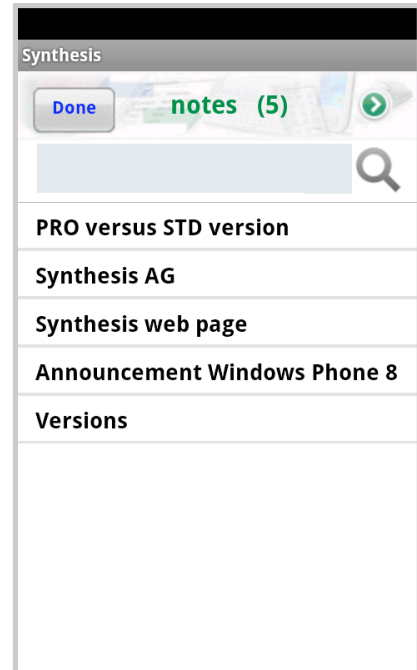 Synthesis
Done notes (5)
PRO versus STD version
Synthesis AG
Synthesis web page
Announcement Windows Phone 8
Versions